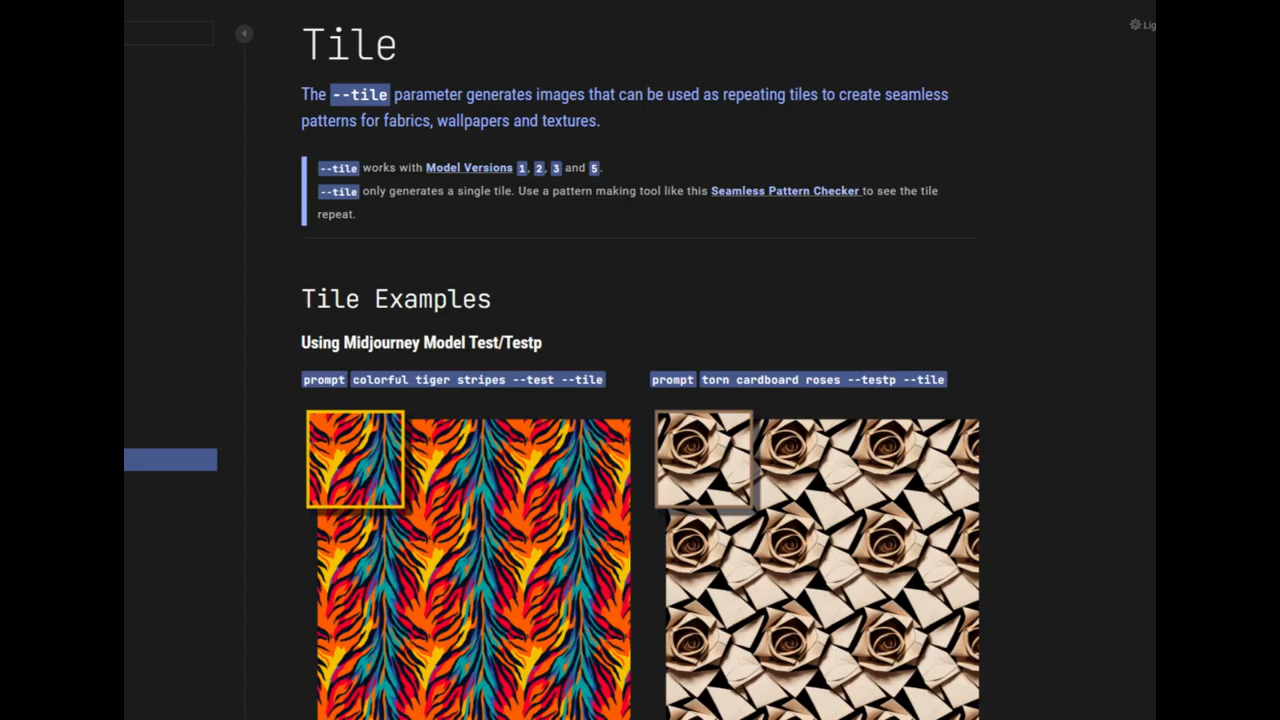 Tile
Lig
The --tile parameter generates images that can be used as repeating tiles to create seamless
patterns for fabrics, wallpapers and textures.
--tile works with Model Versions 1, 2, 3 and 5.
--tile only generates a single tile. Use a pattern making tool like this Seamless Pattern Checker to see the tile
repeat.
Tile Examples
Using Midjourney Model Test/Testp
prompt colorful tiger stripes --test --tile
prompt torn cardboard roses --testp --tile